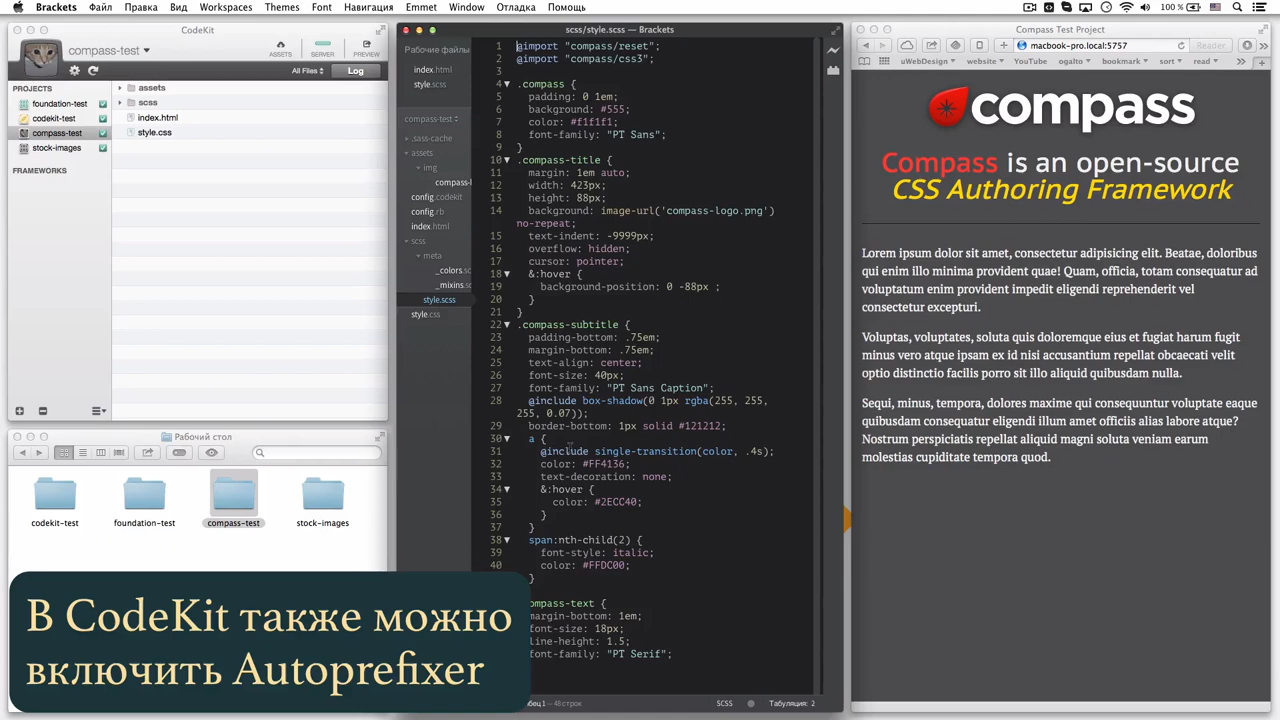 Brackets Файл Правка Вид Workspaces Themes Font Навигация Emmet Window Отладка Помощь 100 %
CodeKit
compass-test
ASSETS SERVER PREVIEW
All Files Log
PROJECTS
foundation-test
codekit-test
compass-test
stock-images
FRAMEWORKS
assets
scss
index.html
style.css
Рабочий стол
codekit-test foundation-test compass-test stock-images
scss/style.scss — Brackets
Рабочие файлы
index.html
style.scss
compass-test
.sass-cache
assets
img
compass-l
config.codekit
config.rb
index.html
scss
meta
_colors.sc
_mixins.sc
style.scss
style.css
1 @import "compass/reset";
2 @import "compass/css3";
3
4 .compass {
5 padding: 0 1em;
6 background: #555;
7 color: #f1f1f1;
8 font-family: "PT Sans";
9 }
10 .compass-title {
11 margin: 1em auto;
12 width: 423px;
13 height: 88px;
14 background: image-url('compass-logo.png')
no-repeat;
15 text-indent: -9999px;
16 overflow: hidden;
17 cursor: pointer;
18 &:hover {
19 background-position: 0 -88px ;
20 }
21 }
22 .compass-subtitle {
23 padding-bottom: .75em;
24 margin-bottom: .75em;
25 text-align: center;
26 font-size: 40px;
27 font-family: "PT Sans Caption";
28 @include box-shadow(0 1px rgba(255, 255,
255, 0.07));
29 border-bottom: 1px solid #121212;
30 a {
31 @include single-transition(color, .4s);
32 color: #FF4136;
33 text-decoration: none;
34 &:hover {
35 color: #2ECC40;
36 }
37 }
38 span:nth-child(2) {
39 font-style: italic;
40 color: #FFDC00;
}
ompass-text {
margin-bottom: 1em;
font-size: 18px;
line-height: 1.5;
font-family: "PT Serif";
48 строк SCSS Табуляция: 2
Compass Test Project
macbook-pro.local:5757 Reader
uWebDesign website YouTube ogalto bookmark sort read
compass
Compass is an open-source
CSS Authoring Framework
Lorem ipsum dolor sit amet, consectetur adipisicing elit. Beatae, doloribus
qui enim illo minima provident quae! Quam, officia, totam consequatur ad
voluptatum enim provident impedit eligendi reprehenderit vel
consectetur excepturi.
Voluptas, voluptates, soluta quis doloremque eius et fugiat harum fugit
minus vero atque ipsam ex id nisi accusantium repellat obcaecati velit
optio distinctio facilis porro sit illo aliquid quibusdam nulla.
Sequi, minus, tempora, dolores maxime qui consequuntur voluptatum eaque
quibusdam corrupti eligendi illum amet officiis alias labore atque?
Nostrum perspiciatis repellat aliquid magni soluta veniam earum
molestias cupiditate tempora quod.
В CodeKit также можно
включить Autoprefixer